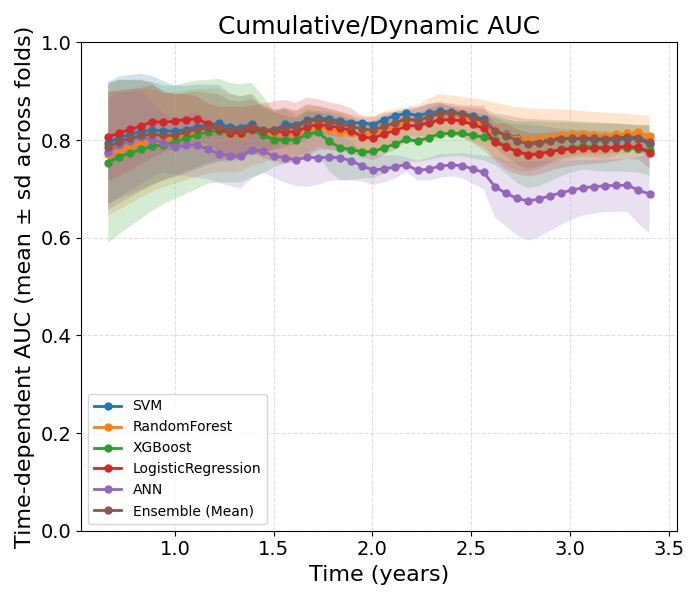 Cumulative/Dynamic AUC
Time-dependent AUC (mean ± sd across folds)
1.0
0.8
0.6
0.4
0.2
0.0
SVM
RandomForest
XGBoost
LogisticRegression
ANN
Ensemble (Mean)
1.0 1.5 2.0 2.5 3.0 3.5
Time (years)